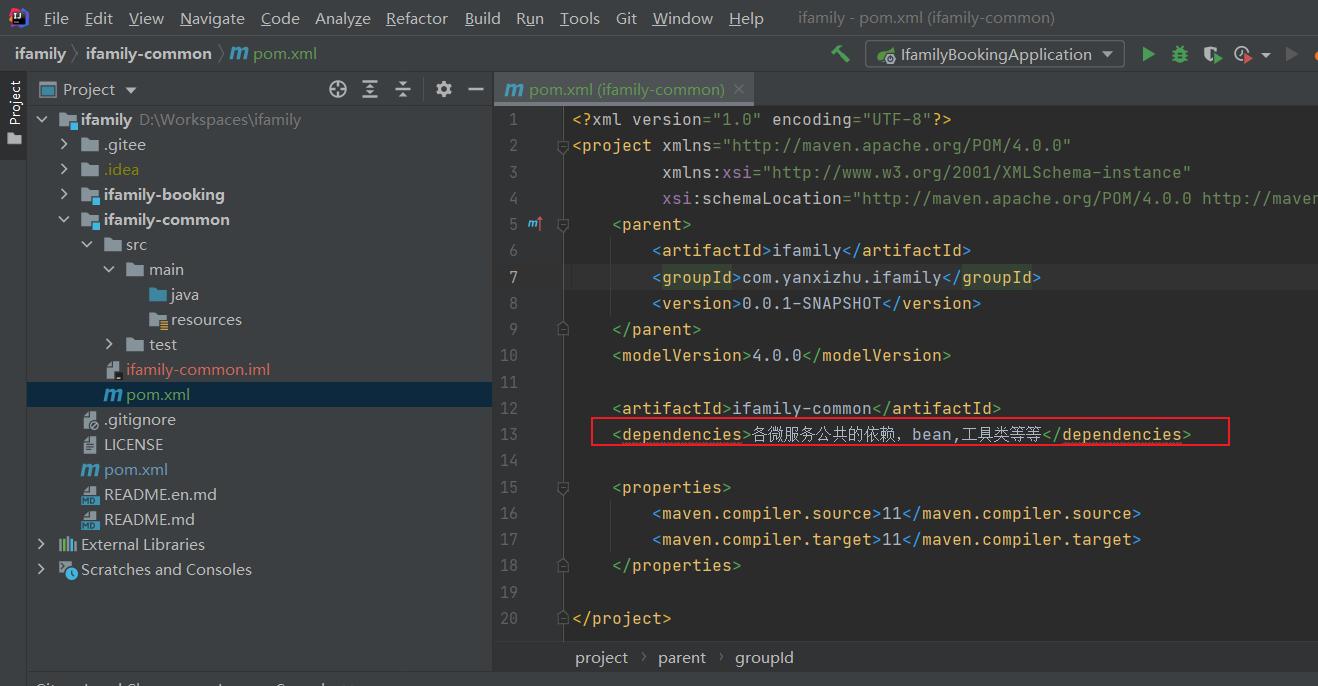 File Edit View Navigate Code Analyze Refactor Build Run Tools Git Window Help ifamily - pom.xml (ifamily-common)
ifamily ifamily-common pom.xml IfamilyBookingApplication
Project
Project
pom.xml (ifamily-common)
ifamily D:\Workspaces\ifamily
.gitee
.idea
ifamily-booking
ifamily-common
src
main
java
resources
test
ifamily-common.iml
pom.xml
.gitignore
LICENSE
pom.xml
README.en.md
README.md
External Libraries
Scratches and Consoles
1 <?xml version="1.0" encoding="UTF-8"?>
2 <project xmlns="http://maven.apache.org/POM/4.0.0"
3 xmlns:xsi="http://www.w3.org/2001/XMLSchema-instance"
4 xsi:schemaLocation="http://maven.apache.org/POM/4.0.0 http://maven
5 <parent>
6 <artifactId>ifamily</artifactId>
7 <groupId>com.yanxizhu.ifamily</groupId>
8 <version>0.0.1-SNAPSHOT</version>
9 </parent>
10 <modelVersion>4.0.0</modelVersion>
11
12 <artifactId>ifamily-common</artifactId>
13 <dependencies>各微服务公共的依赖，bean,工具类等等</dependencies>
14
15 <properties>
16 <maven.compiler.source>11</maven.compiler.source>
17 <maven.compiler.target>11</maven.compiler.target>
18 </properties>
19
20 </project>
project parent groupId